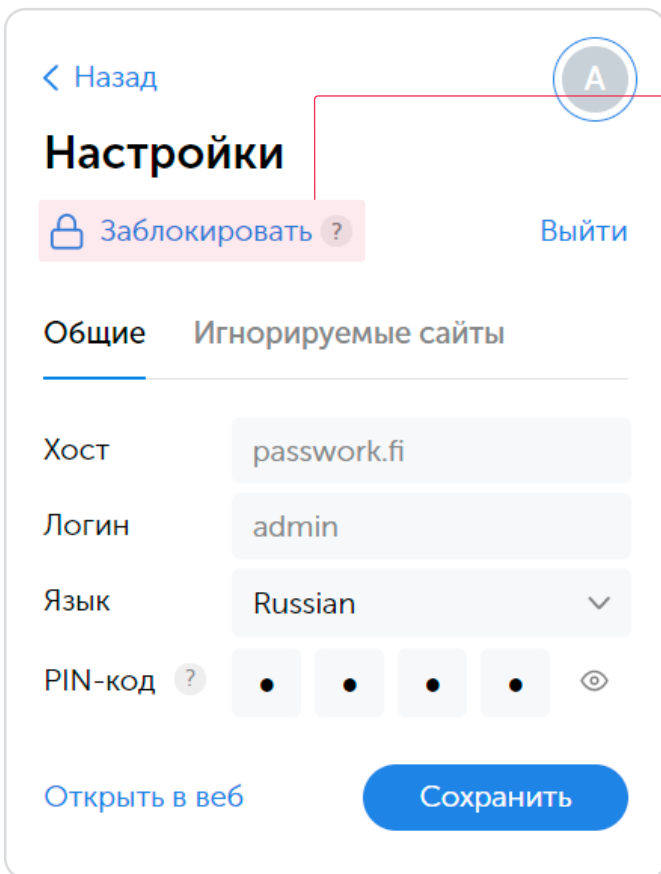 Назад
A
Настройки
Заблокировать ?
Выйти
Общие
Игнорируемые сайты
Хост
passwork.fi
Логин
admin
Язык
Russian
PIN-код ?
Открыть в веб
Сохранить